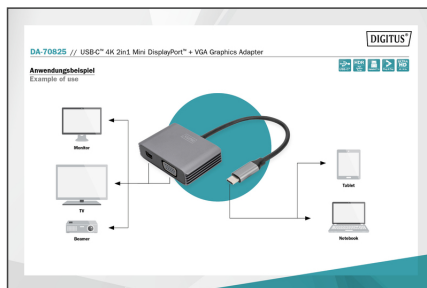 DIGITUS®
DA-70825 // USB-C™ 4K 2in1 Mini DisplayPort™ + VGA Graphics Adapter
Anwendungsbeispiel
Example of use
Monitor
TV
Beamer
Tablet
Notebook